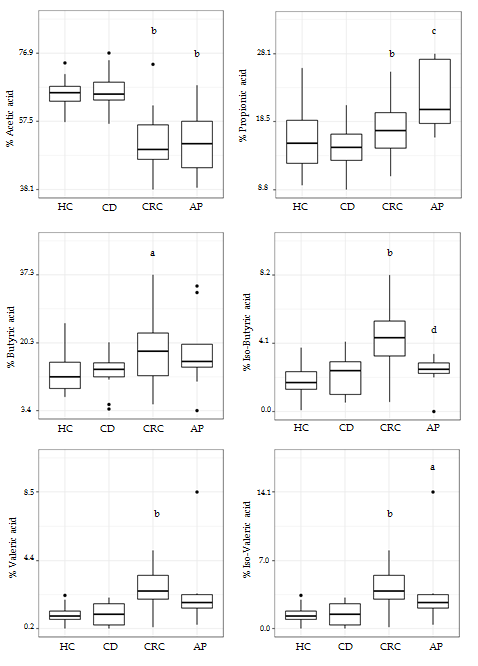 b
76.9
b
57.5
% Acetic acid
38.1
HC CD CRC AP
c
28.1
b
18.5
% Propionic acid
8.8
HC CD CRC AP
a
37.3
20.3
% Butyric acid
3.4
HC CD CRC AP
b
8.2
d
4.1
% Iso-Butyric acid
0.0
HC CD CRC AP
8.5
b
4.4
% Valeric acid
0.2
HC CD CRC AP
a
14.1
b
7.0
% Iso-Valeric acid
0.0
HC CD CRC AP